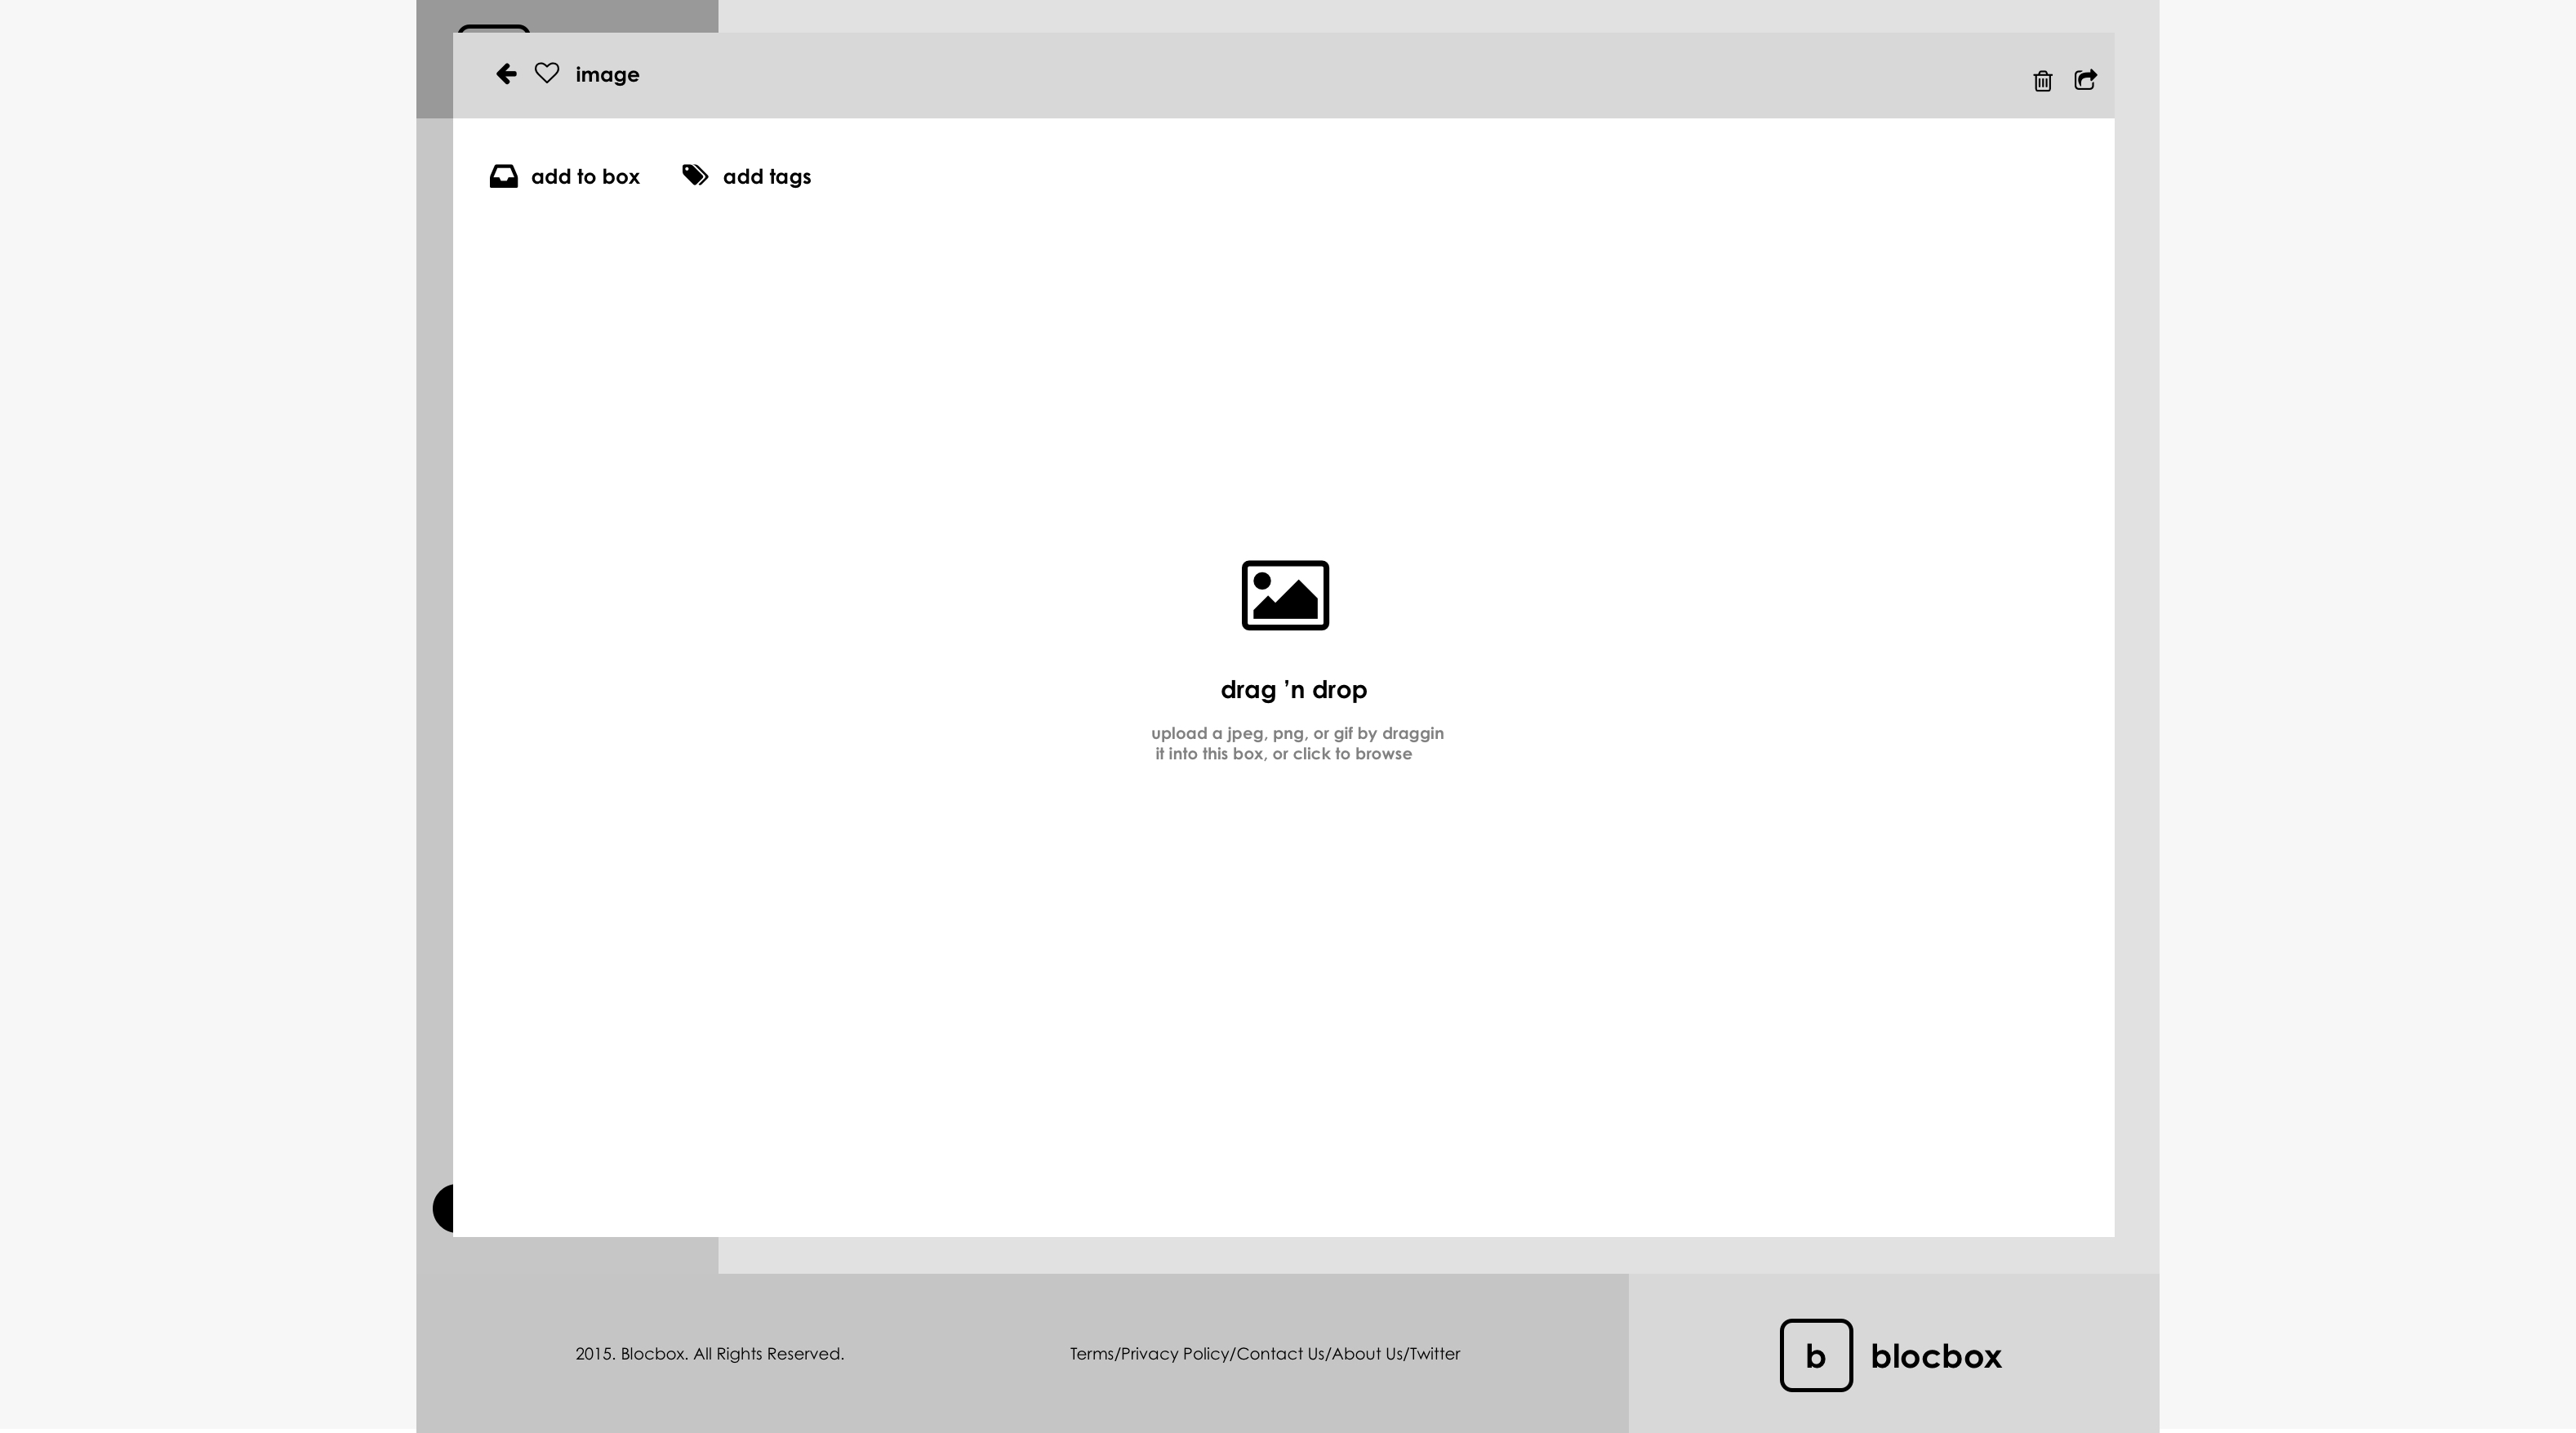 image
add to box
add tags
drag ’n drop
upload a jpeg, png, or gif by draggin
it into this box, or click to browse
2015. Blocbox. All Rights Reserved.
Terms/Privacy Policy/Contact Us/About Us/Twitter
b
blocbox